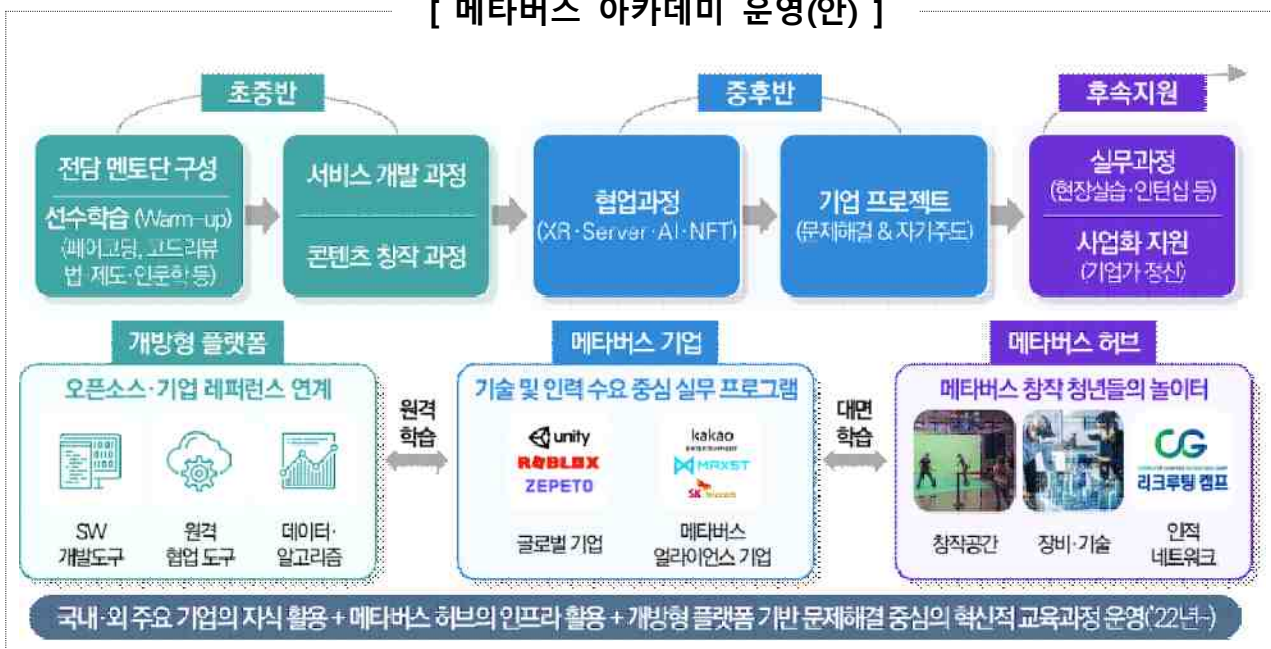 [ 메타버스 아카데미 운영(안) ]
초중반
중후반
후속지원
전담 멘토단 구성
선수학습 (Warm-up)
(페어코딩, 코드리뷰
법·제도·인문학 등)
서비스 개발 과정
콘텐츠 창작 과정
협업과정
(XR·Server·AI·NFT)
기업 프로젝트
(문제해결 & 자기주도)
실무과정
(현장실습·인턴십 등)
사업화 지원
(기업가 정신)
개방형 플랫폼
오픈소스·기업 레퍼런스 연계
SW
개발도구
원격
협업 도구
데이터·
알고리즘
원격
학습
메타버스 기업
기술 및 인력 수요 중심 실무 프로그램
unity
ROBLOX
ZEPETO
글로벌 기업
kakao
ENTERTAINMENT
MAXST
SK telecom
메타버스
얼라이언스 기업
대면
학습
메타버스 허브
메타버스 창작 청년들의 놀이터
창작공간
장비·기술
CG
리크루팅 캠프
인적
네트워크
국내·외 주요 기업의 지식 활용 + 메타버스 허브의 인프라 활용 + 개방형 플랫폼 기반 문제해결 중심의 혁신적 교육과정 운영('22년~)